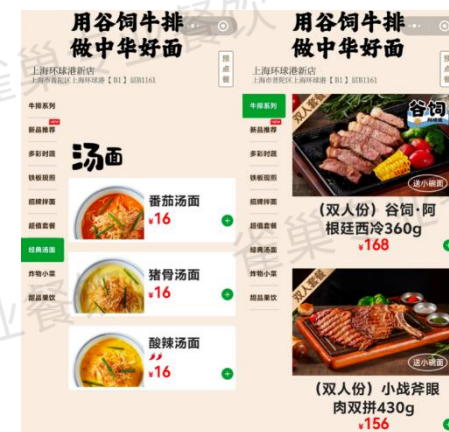 用谷饲牛排
做中华好面
上海环球港新店
上海市普陀区上海环球港【B1】层B1161
预点餐
牛排系列
新品推荐
NEW
多彩时蔬
铁板现煎
招牌拌面
超值套餐
经典汤面
炸物小菜
甜品果饮
汤面
番茄汤面
¥16
猪骨汤面
¥16
酸辣汤面
¥16
用谷饲牛排
做中华好面
上海环球港新店
上海市普陀区上海环球港【B1】层B1161
预点餐
牛排系列
新品推荐
NEW
多彩时蔬
铁板现煎
招牌拌面
超值套餐
经典汤面
炸物小菜
甜品果饮
双人套餐
谷饲
送小碗面
(双人份)谷饲·阿
根廷西冷360g
¥168
双人套餐
送小碗面
(双人份)小战斧眼
肉双拼430g
¥156